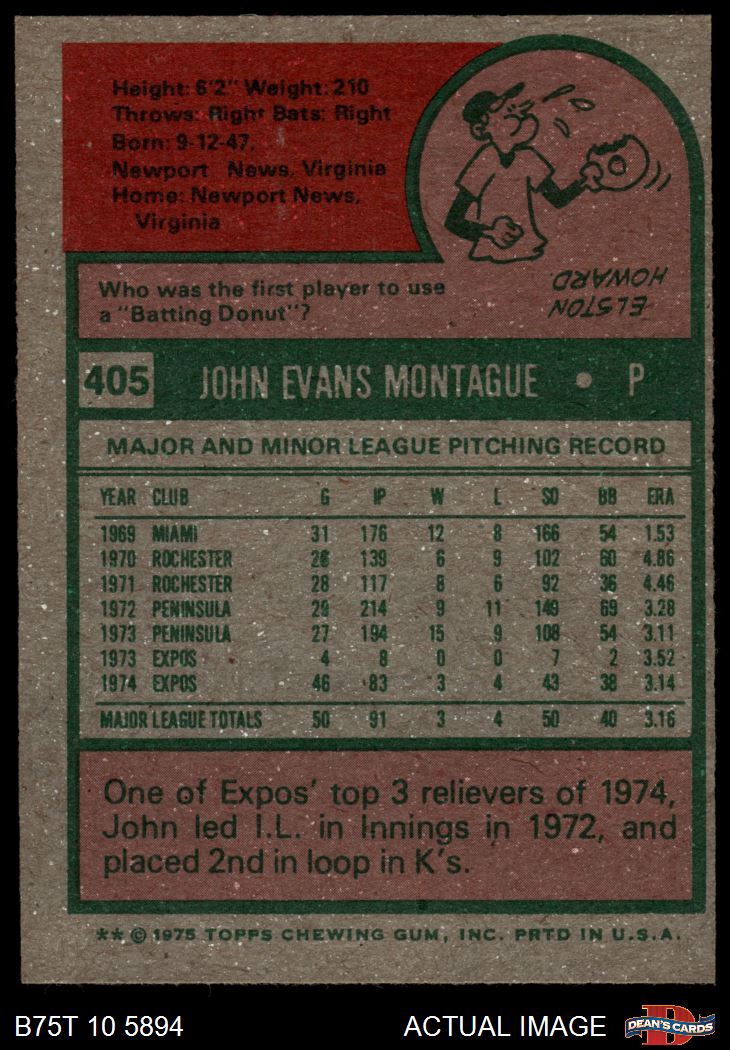 Height: 6'2" Weight: 210
Throws: Right Bats: Right
Born: 9-12-47,
Newport News, Virginia
Home: Newport News,
Virginia
Who was the first player to use
a "Batting Donut"?
ELSTON
HOWARD.
405 JOHN EVANS MONTAGUE • P
MAJOR AND MINOR LEAGUE PITCHING RECORD
YEAR CLUB G IP W L SO BB ERA
1969 MIAMI 31 176 12 8 166 54 1.53
1970 ROCHESTER 26 139 6 9 102 60 4.86
1971 ROCHESTER 28 117 8 6 92 36 4.46
1972 PENINSULA 29 214 9 11 149 69 3.28
1973 PENINSULA 27 194 15 9 108 54 3.11
1973 EXPOS 4 8 0 0 7 2 3.52
1974 EXPOS 46 83 3 4 43 38 3.14
MAJOR LEAGUE TOTALS 50 91 3 4 50 40 3.16
One of Expos' top 3 relievers of 1974,
John led I.L. in Innings in 1972, and
placed 2nd in loop in K's.
** © 1975 TOPPS CHEWING GUM, INC. PRTD IN U.S.A.
B75T 10 5894 ACTUAL IMAGE D DEAN'S CARDS